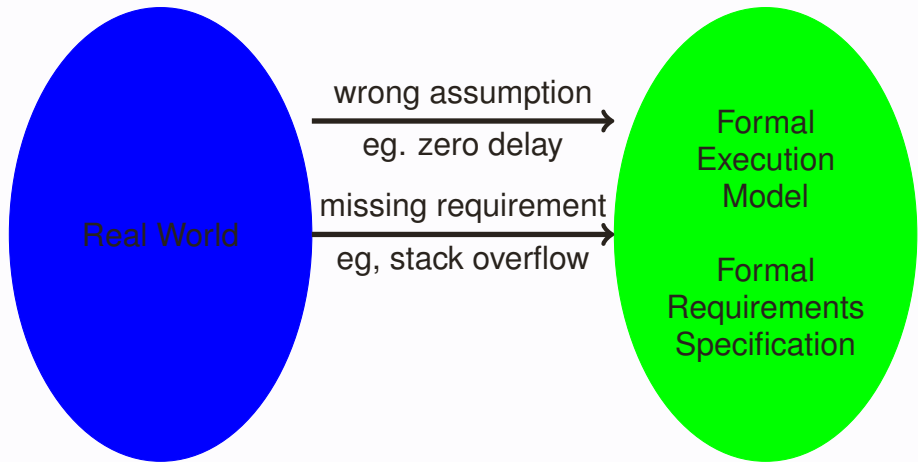 Real World
wrong assumption
eg. zero delay
missing requirement
eg, stack overflow
Formal
Execution
Model
Formal
Requirements
Specification